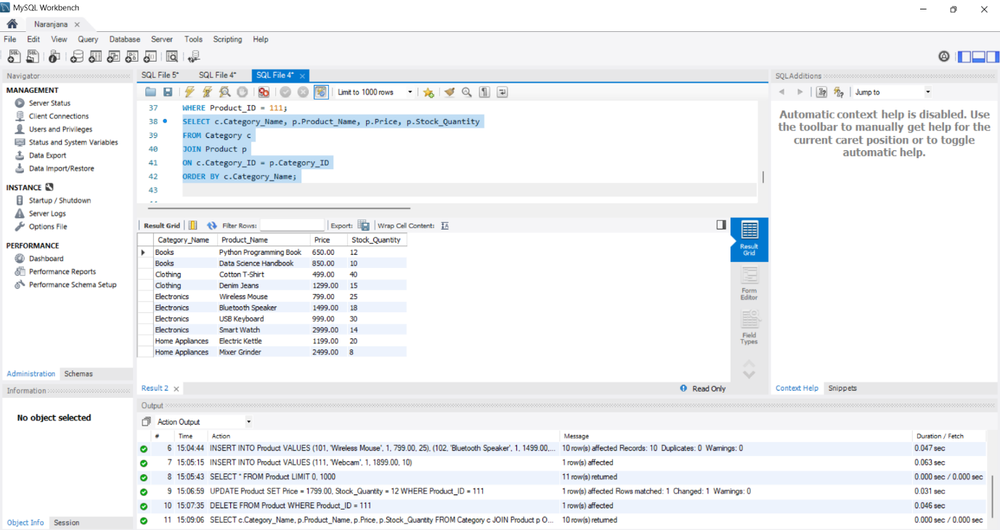 MySQL Workbench
Naranjana
File Edit View Query Database Server Tools Scripting Help
Navigator
MANAGEMENT
Server Status
Client Connections
Users and Privileges
Status and System Variables
Data Export
Data Import/Restore
INSTANCE
Startup / Shutdown
Server Logs
Options File
PERFORMANCE
Dashboard
Performance Reports
Performance Schema Setup
Administration Schemas
Information
No object selected
Object Info Session
SQL File 5* SQL File 4* SQL File 4*
Limit to 1000 rows
37 WHERE Product_ID = 111;
38 SELECT c.Category_Name, p.Product_Name, p.Price, p.Stock_Quantity
39 FROM Category c
40 JOIN Product p
41 ON c.Category_ID = p.Category_ID
42 ORDER BY c.Category_Name;
43
Result Grid Filter Rows: Export: Wrap Cell Content:
Category_Name Product_Name Price Stock_Quantity
Books Python Programming Book 650.00 12
Books Data Science Handbook 850.00 10
Clothing Cotton T-Shirt 499.00 40
Clothing Denim Jeans 1299.00 15
Electronics Wireless Mouse 799.00 25
Electronics Bluetooth Speaker 1499.00 18
Electronics USB Keyboard 999.00 30
Electronics Smart Watch 2999.00 14
Home Appliances Electric Kettle 1199.00 20
Home Appliances Mixer Grinder 2499.00 8
Result Grid
Form Editor
Field Types
Result 2 Read Only
SQLAdditions
Jump to
Automatic context help is disabled. Use
the toolbar to manually get help for the
current caret position or to toggle
automatic help.
Context Help Snippets
Output
Action Output
# Time Action Message Duration / Fetch
6 15:04:44 INSERT INTO Product VALUES (101, 'Wireless Mouse', 1, 799.00, 25), (102, 'Bluetooth Speaker', 1, 1499.00,... 10 row(s) affected Records: 10 Duplicates: 0 Warnings: 0 0.047 sec
7 15:05:15 INSERT INTO Product VALUES (111, 'Webcam', 1, 1899.00, 10) 1 row(s) affected 0.063 sec
8 15:05:43 SELECT * FROM Product LIMIT 0, 1000 11 row(s) returned 0.000 sec / 0.000 sec
9 15:06:59 UPDATE Product SET Price = 1799.00, Stock_Quantity = 12 WHERE Product_ID = 111 1 row(s) affected Rows matched: 1 Changed: 1 Warnings: 0 0.031 sec
10 15:07:35 DELETE FROM Product WHERE Product_ID = 111 1 row(s) affected 0.046 sec
11 15:09:06 SELECT c.Category_Name, p.Product_Name, p.Price, p.Stock_Quantity FROM Category c JOIN Product p O... 10 row(s) returned 0.000 sec / 0.000 sec